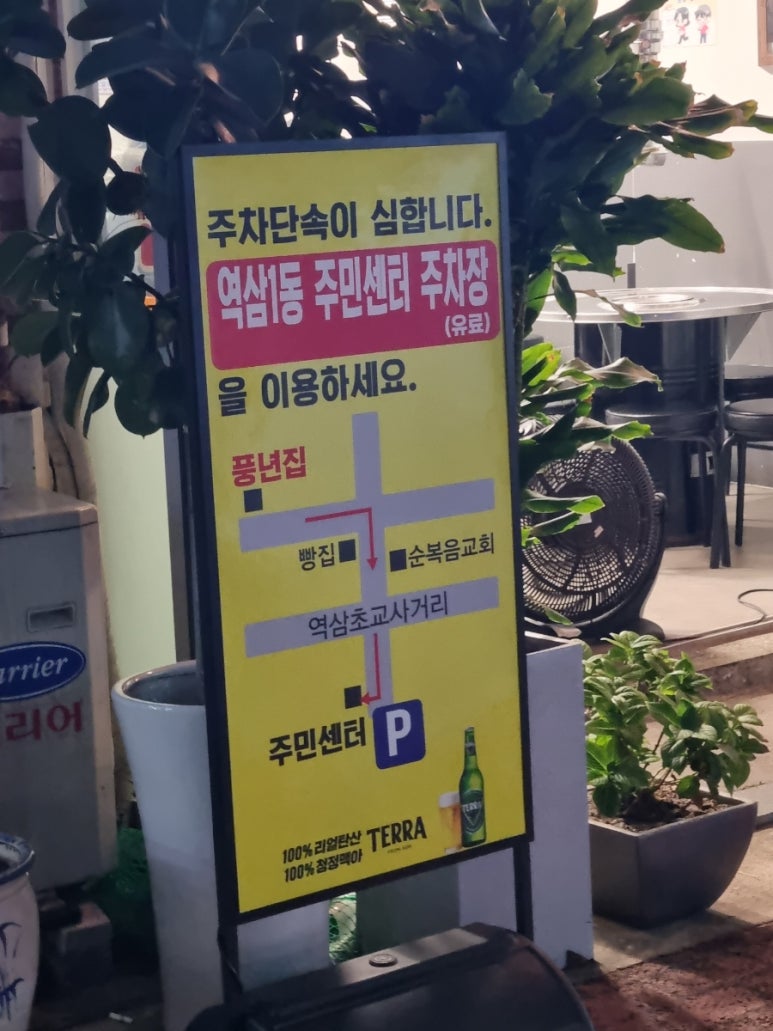 주차단속이 심합니다.
역삼1동 주민센터 주차장
(유료)
을 이용하세요.
풍년집
빵집
순복음교회
역삼초교사거리
주민센터 P
100% 리얼탄산
100% 청정맥아
TERRA
TERRA
arrier
리어